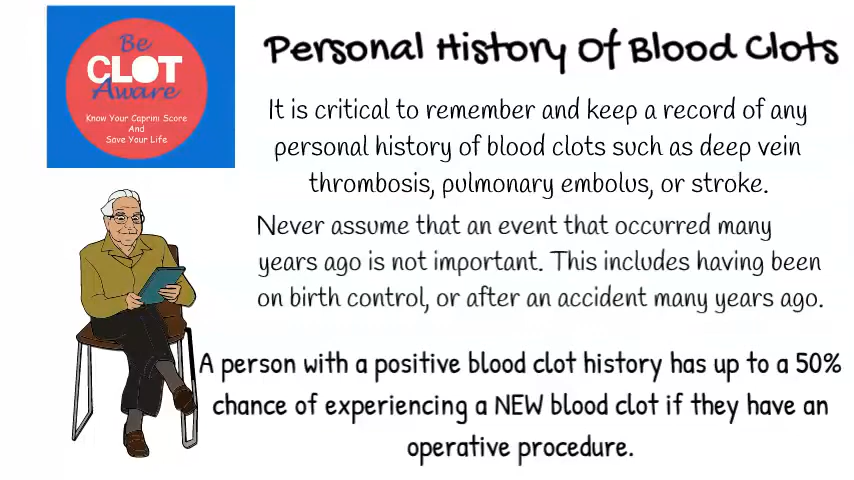 Be
CLOT
Aware
Know Your Caprini Score
And
Save Your Life
Personal History Of Blood Clots
It is critical to remember and keep a record of any
personal history of blood clots such as deep vein
thrombosis, pulmonary embolus, or stroke.
Never assume that an event that occurred many
years ago is not important. This includes having been
on birth control, or after an accident many years ago.
A person with a positive blood clot history has up to a 50%
chance of experiencing a NEW blood clot if they have an
operative procedure.